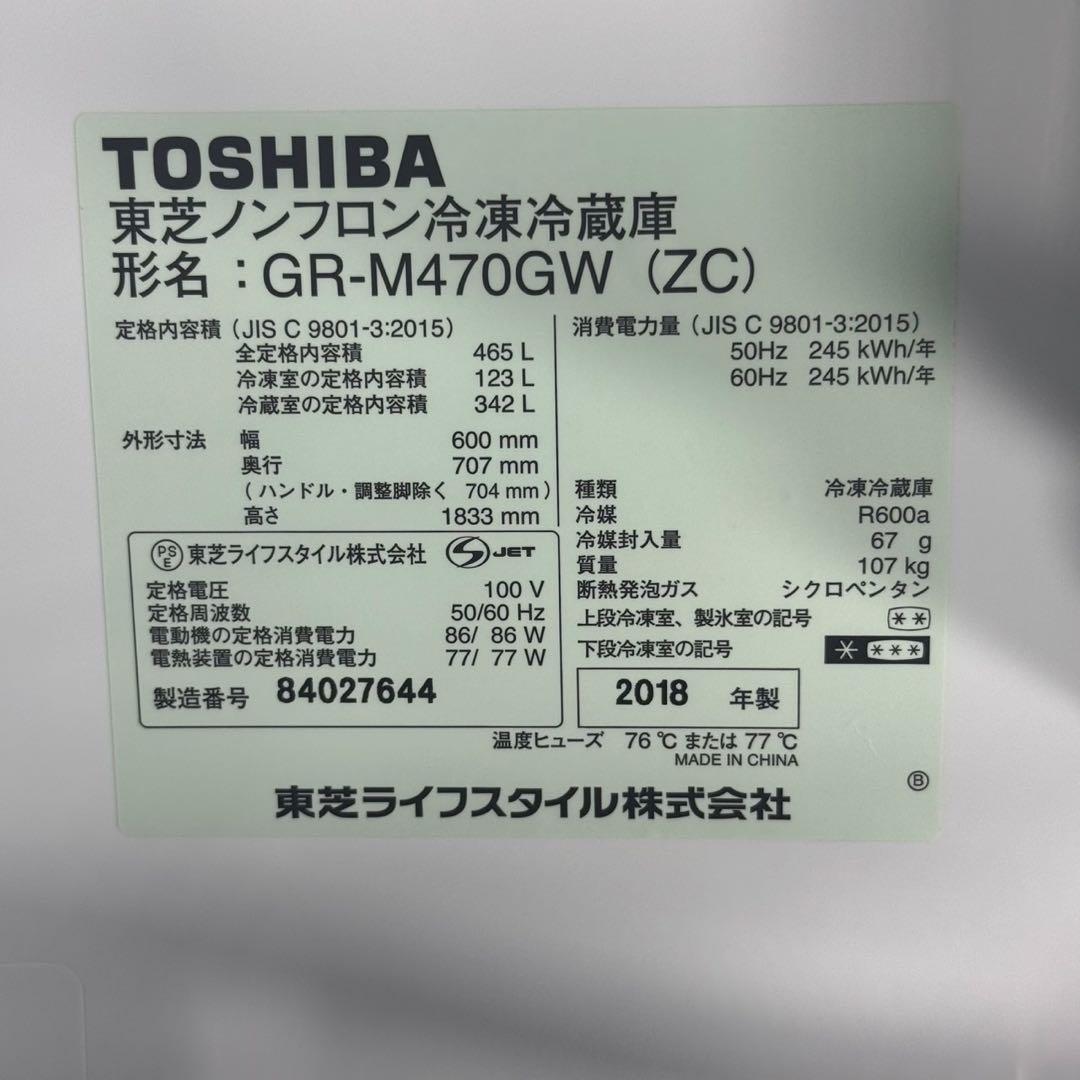 TOSHIBA
東芝ノンフロン冷凍冷蔵庫
形名：GR-M470GW (ZC)
定格内容積（JIS C 9801-3:2015）
全定格内容積 465 L
冷凍室の定格内容積 123 L
冷蔵室の定格内容積 342 L
外形寸法 幅 600 mm
奥行 707 mm
（ハンドル・調整脚除く 704 mm）
高さ 1833 mm
PSE 東芝ライフスタイル株式会社 S JET
定格電圧 100 V
定格周波数 50/60 Hz
電動機の定格消費電力 86/ 86 W
電熱装置の定格消費電力 77/ 77 W
製造番号 84027644
消費電力量（JIS C 9801-3:2015）
50Hz 245 kWh/年
60Hz 245 kWh/年
種類 冷凍冷蔵庫
冷媒 R600a
冷媒封入量 67 g
質量 107 kg
断熱発泡ガス シクロペンタン
上段冷凍室、製氷室の記号 **
下段冷凍室の記号 * ***
2018 年製
温度ヒューズ 76 ℃ または 77 ℃
MADE IN CHINA
東芝ライフスタイル株式会社
Ⓑ